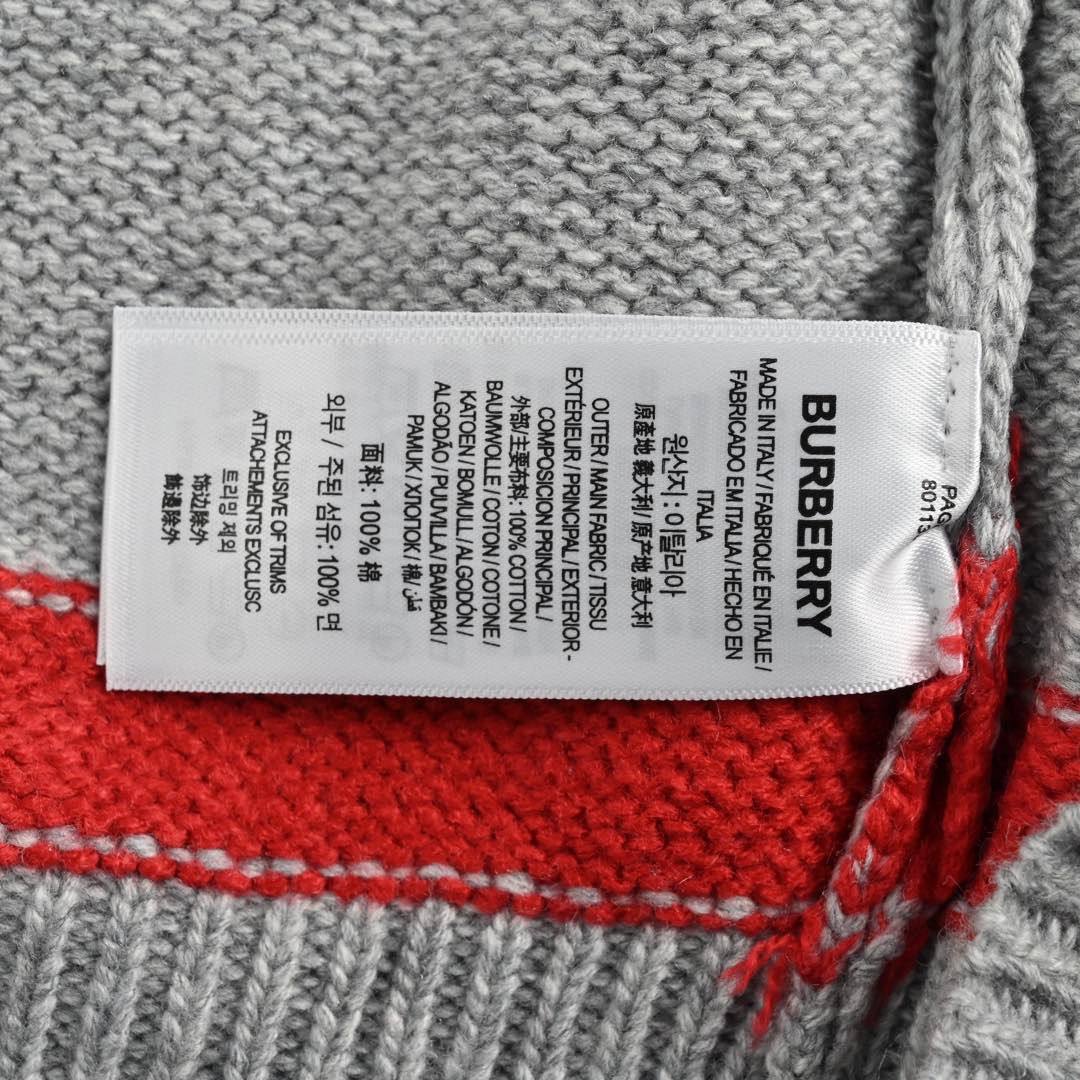 PAG
80113
BURBERRY
MADE IN ITALY / FABRIQUÉ EN ITALIE /
FABRICADO EM ITALIA / HECHO EN
ITALIA
원산지 : 이탈리아
原產地 義大利 / 原产地 意大利
OUTER / MAIN FABRIC / TISSU
EXTÉRIEUR / PRINCIPAL / EXTERIOR -
COMPOSICION PRINCIPAL /
外部/主要布料: 100% COTTON /
BAUMWOLLE / COTON / COTONE /
KATOEN / BOMULL / ALGODÓN /
ALGODÃO / PUUVILLA / BAMBAKI /
PAMUK / ХЛОПОК / 棉 / قطن
面料: 100% 棉
외부 / 주된 섬유: 100% 면
EXCLUSIVE OF TRIMS
ATTACHEMENTS EXCLUSC
트리밍 제외
饰边除外
飾邊除外